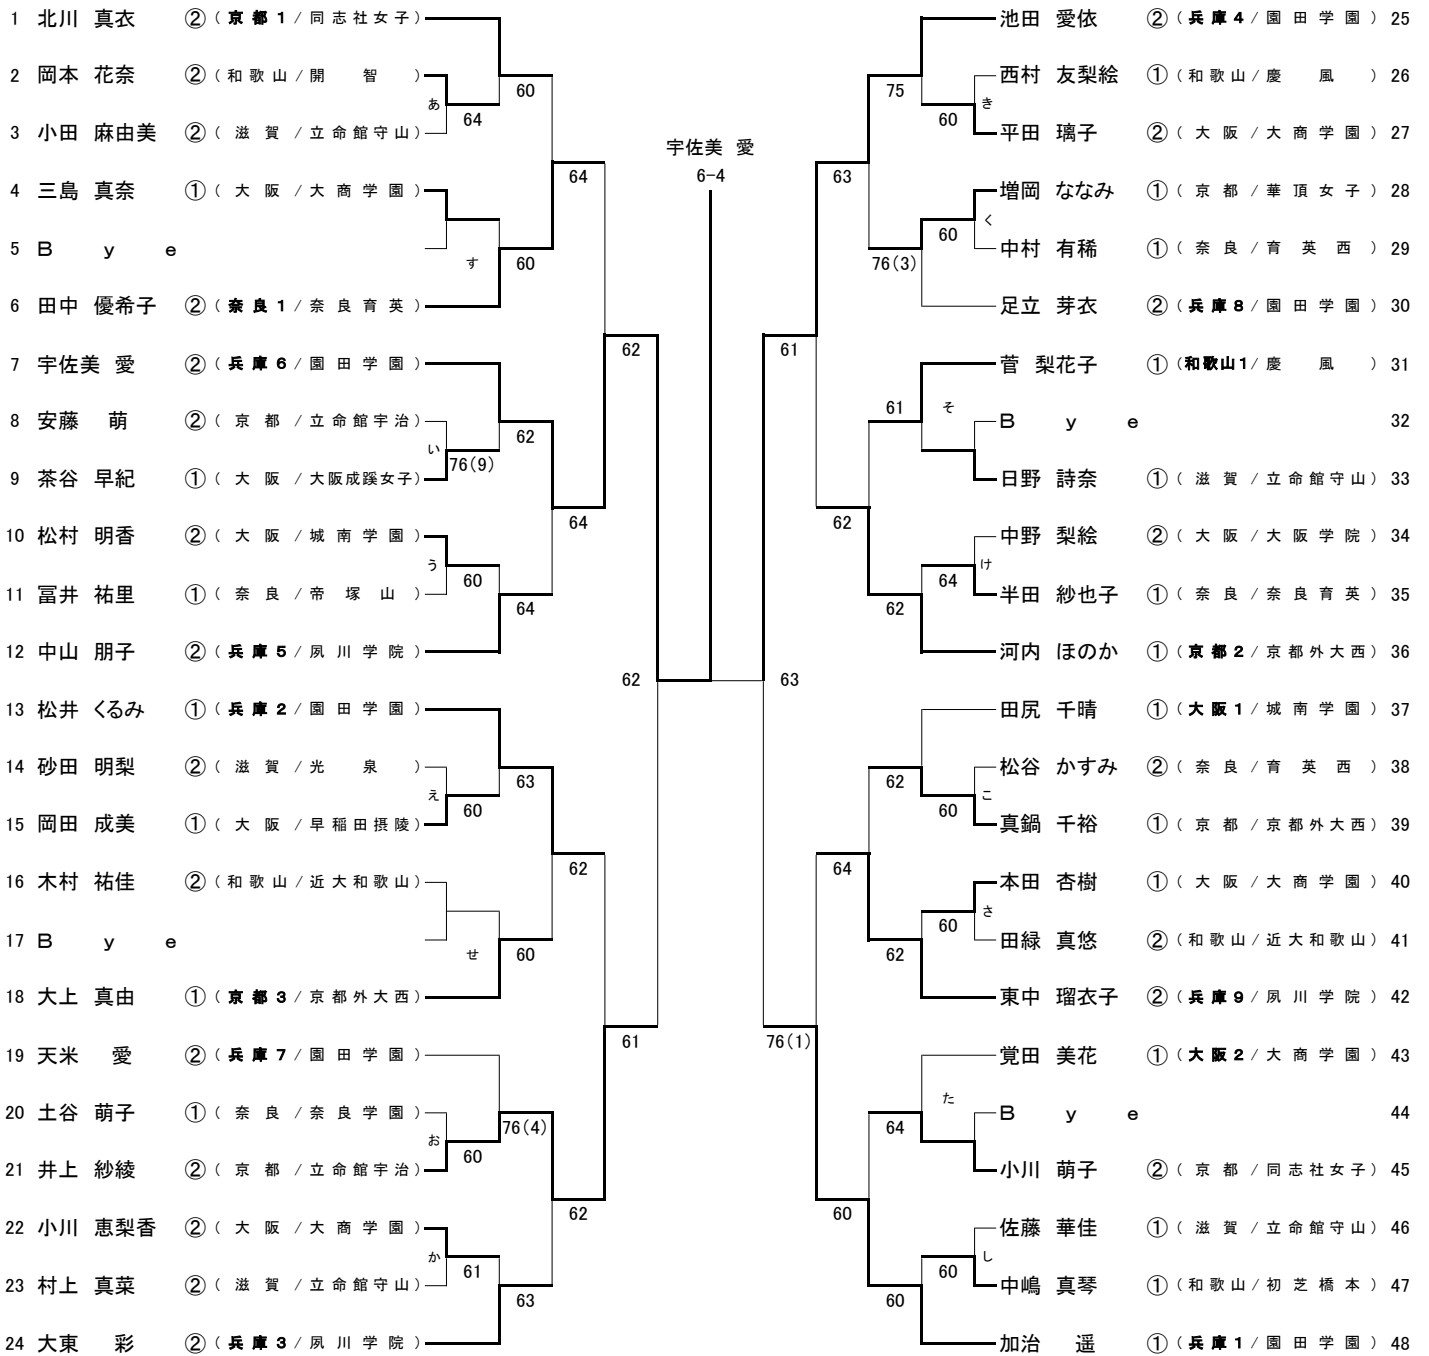 1 北川 真衣 ② ( 京都1 / 同志社女子 )
2 岡本 花奈 ② ( 和歌山 / 開 智 )
3 小田 麻由美 ② ( 滋賀 / 立命館守山 )
4 三島 真奈 ① ( 大阪 / 大商学園 )
5 Bye
6 田中 優希子 ② ( 奈良1 / 奈良育英 )
7 宇佐美 愛 ② ( 兵庫6 / 園田学園 )
8 安藤 萌 ② ( 京都 / 立命館宇治 )
9 茶谷 早紀 ① ( 大阪 / 大阪成蹊女子 )
10 松村 明香 ② ( 大阪 / 城南学園 )
11 冨井 祐里 ① ( 奈良 / 帝塚山 )
12 中山 朋子 ② ( 兵庫5 / 夙川学院 )
13 松井 くるみ ① ( 兵庫2 / 園田学園 )
14 砂田 明梨 ② ( 滋賀 / 光 泉 )
15 岡田 成美 ① ( 大阪 / 早稲田摂陵 )
16 木村 祐佳 ② ( 和歌山 / 近大和歌山 )
17 Bye
18 大上 真由 ① ( 京都3 / 京都外大西 )
19 天米 愛 ② ( 兵庫7 / 園田学園 )
20 土谷 萌子 ① ( 奈良 / 奈良学園 )
21 井上 紗綾 ② ( 京都 / 立命館宇治 )
22 小川 恵梨香 ② ( 大阪 / 大商学園 )
23 村上 真菜 ② ( 滋賀 / 立命館守山 )
24 大東 彩 ② ( 兵庫3 / 夙川学院 )
あ
64
60
す
60
64
い
76(9)
62
う
60
64
64
62
え
60
63
せ
60
62
お
60
76(4)
か
61
63
62
61
62
宇佐美 愛
6-4
63
61
63
75
き
60
く
60
76(3)
62
61
そ
け
64
62
76(1)
64
62
こ
60
さ
60
62
60
64
た
し
60
60
池田 愛依 ② ( 兵庫4 / 園田学園 ) 25
西村 友梨絵 ① ( 和歌山 / 慶 風 ) 26
平田 璃子 ② ( 大阪 / 大商学園 ) 27
増岡 ななみ ① ( 京都 / 華頂女子 ) 28
中村 有稀 ① ( 奈良 / 育英西 ) 29
足立 芽衣 ② ( 兵庫8 / 園田学園 ) 30
菅 梨花子 ① ( 和歌山1 / 慶 風 ) 31
Bye 32
日野 詩奈 ① ( 滋賀 / 立命館守山 ) 33
中野 梨絵 ② ( 大阪 / 大阪学院 ) 34
半田 紗也子 ① ( 奈良 / 奈良育英 ) 35
河内 ほのか ① ( 京都2 / 京都外大西 ) 36
田尻 千晴 ① ( 大阪1 / 城南学園 ) 37
松谷 かすみ ② ( 奈良 / 育英西 ) 38
真鍋 千裕 ① ( 京都 / 京都外大西 ) 39
本田 杏樹 ① ( 大阪 / 大商学園 ) 40
田緑 真悠 ② ( 和歌山 / 近大和歌山 ) 41
東中 瑠衣子 ② ( 兵庫9 / 夙川学院 ) 42
覚田 美花 ① ( 大阪2 / 大商学園 ) 43
Bye 44
小川 萌子 ② ( 京都 / 同志社女子 ) 45
佐藤 華佳 ① ( 滋賀 / 立命館守山 ) 46
中嶋 真琴 ① ( 和歌山 / 初芝橋本 ) 47
加治 遥 ① ( 兵庫1 / 園田学園 ) 48